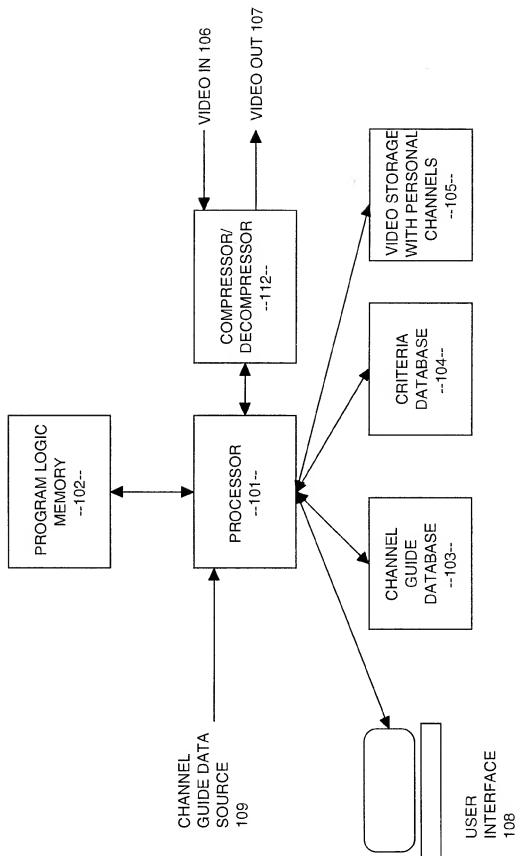 PROGRAM LOGIC
MEMORY
--102--
CHANNEL
GUIDE DATA
SOURCE
109
PROCESSOR
--101--
COMPRESSOR/
DECOMPRESSOR
--112--
VIDEO IN 106
VIDEO OUT 107
USER
INTERFACE
108
CHANNEL
GUIDE
DATABASE
--103--
CRITERIA
DATABASE
--104--
VIDEO STORAGE
WITH PERSONAL
CHANNELS
--105--